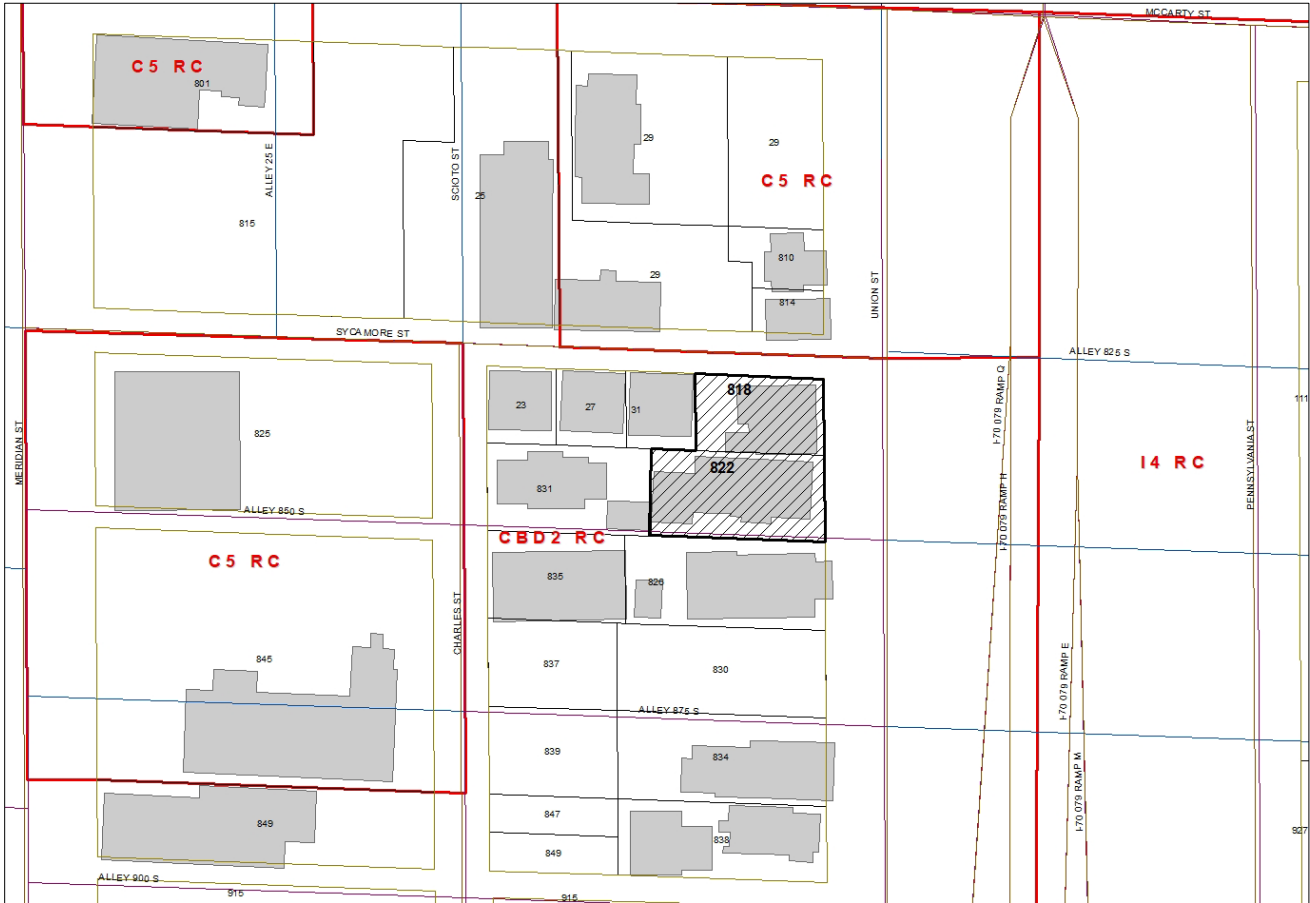 MCCARTY ST
C5 RC
801
ALLEY 25 E
SCIOTO ST
25
29
29
C5 RC
815
810
29
814
UNION ST
SYCAMORE ST
ALLEY 825 S
MERIDIAN ST
825
23
27
31
818
822
I-70 079 RAMP Q
111
I4 RC
PENNSYLVANIA ST
831
ALLEY 850 S
I-70 079 RAMP H
CBD2 RC
C5 RC
835
826
CHARLES ST
845
837
830
I-70 079 RAMP E
ALLEY 875 S
839
834
I-70 079 RAMP M
847
849
838
849
927
ALLEY 900 S
915
915